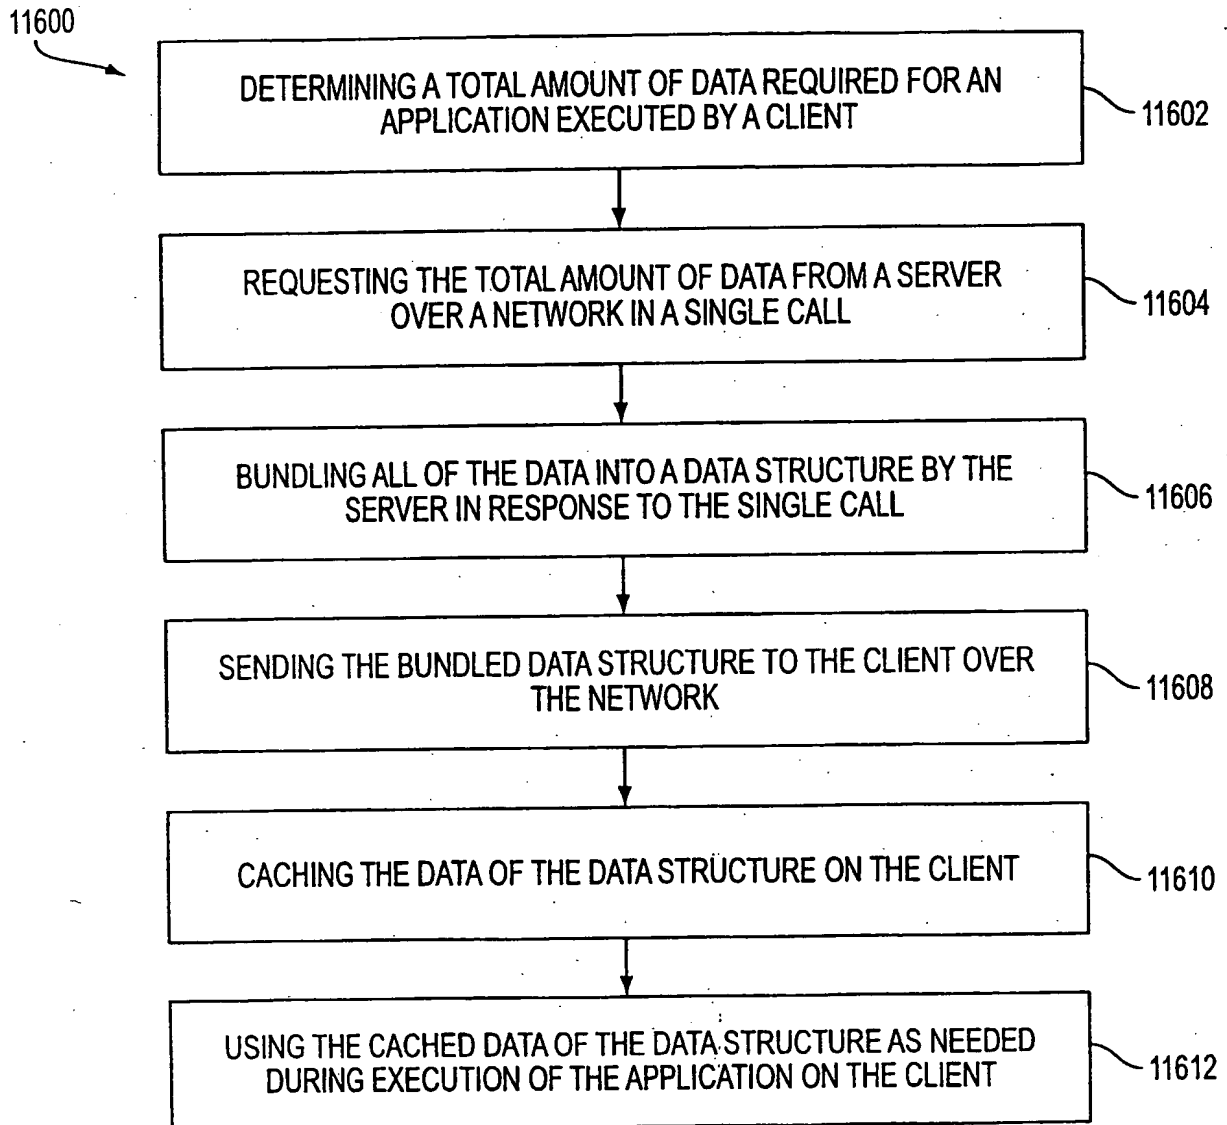 11600
DETERMINING A TOTAL AMOUNT OF DATA REQUIRED FOR AN
APPLICATION EXECUTED BY A CLIENT
11602
REQUESTING THE TOTAL AMOUNT OF DATA FROM A SERVER
OVER A NETWORK IN A SINGLE CALL
11604
BUNDLING ALL OF THE DATA INTO A DATA STRUCTURE BY THE
SERVER IN RESPONSE TO THE SINGLE CALL
11606
SENDING THE BUNDLED DATA STRUCTURE TO THE CLIENT OVER
THE NETWORK
11608
CACHING THE DATA OF THE DATA STRUCTURE ON THE CLIENT
11610
USING THE CACHED DATA OF THE DATA STRUCTURE AS NEEDED
DURING EXECUTION OF THE APPLICATION ON THE CLIENT
11612